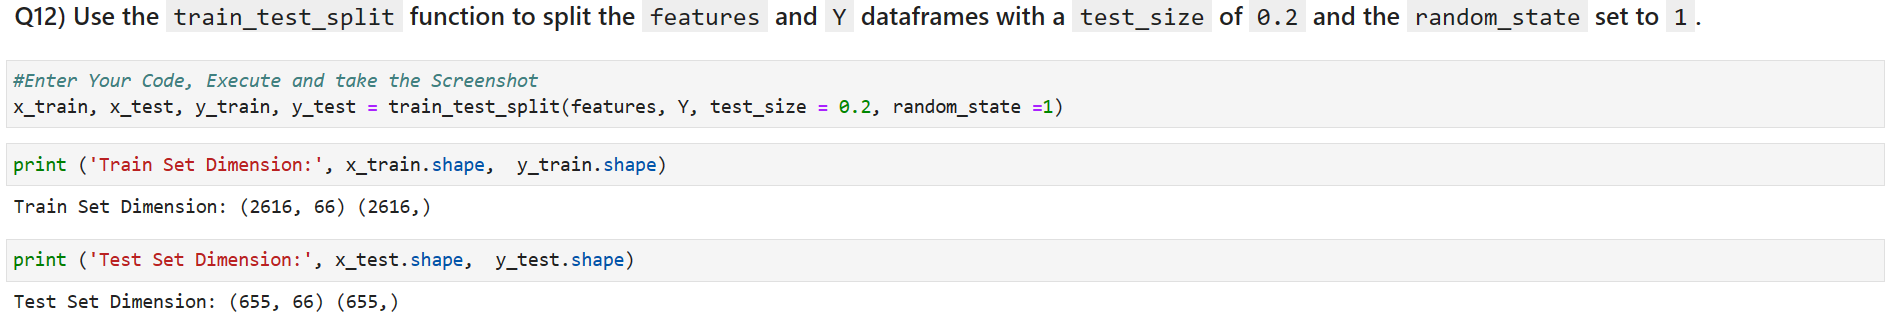 Q12) Use the train_test_split function to split the features and Y dataframes with a test_size of 0.2 and the random_state set to 1.
#Enter Your Code, Execute and take the Screenshot
x_train, x_test, y_train, y_test = train_test_split(features, Y, test_size = 0.2, random_state =1)
print ('Train Set Dimension:', x_train.shape,  y_train.shape)
Train Set Dimension: (2616, 66) (2616,)
print ('Test Set Dimension:', x_test.shape,  y_test.shape)
Test Set Dimension: (655, 66) (655,)